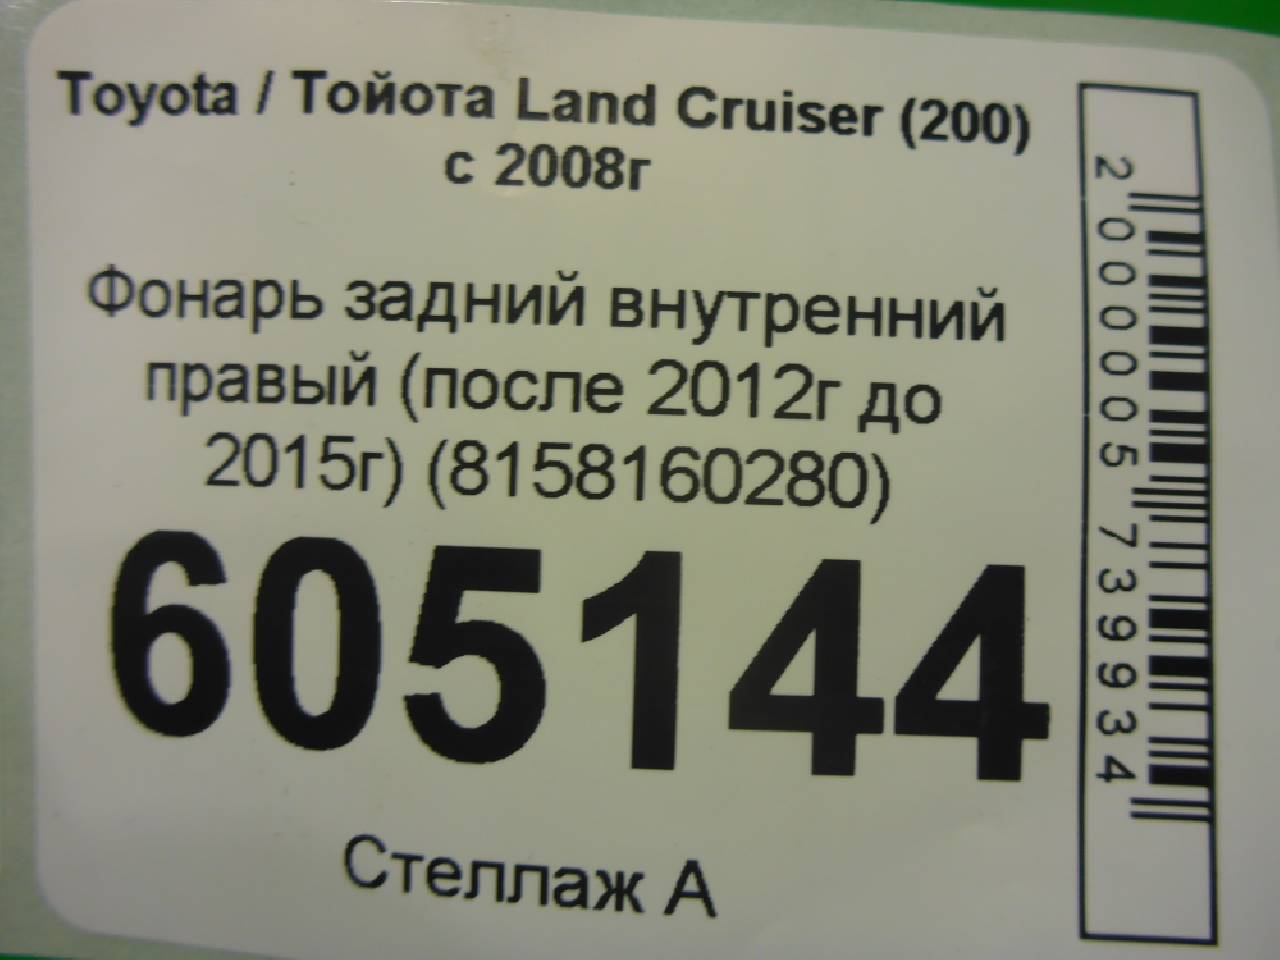 Toyota / Тойота Land Cruiser (200)
с 2008г
Фонарь задний внутренний
правый (после 2012г до
2015г) (8158160280)
605144
Стеллаж А
2000005739934